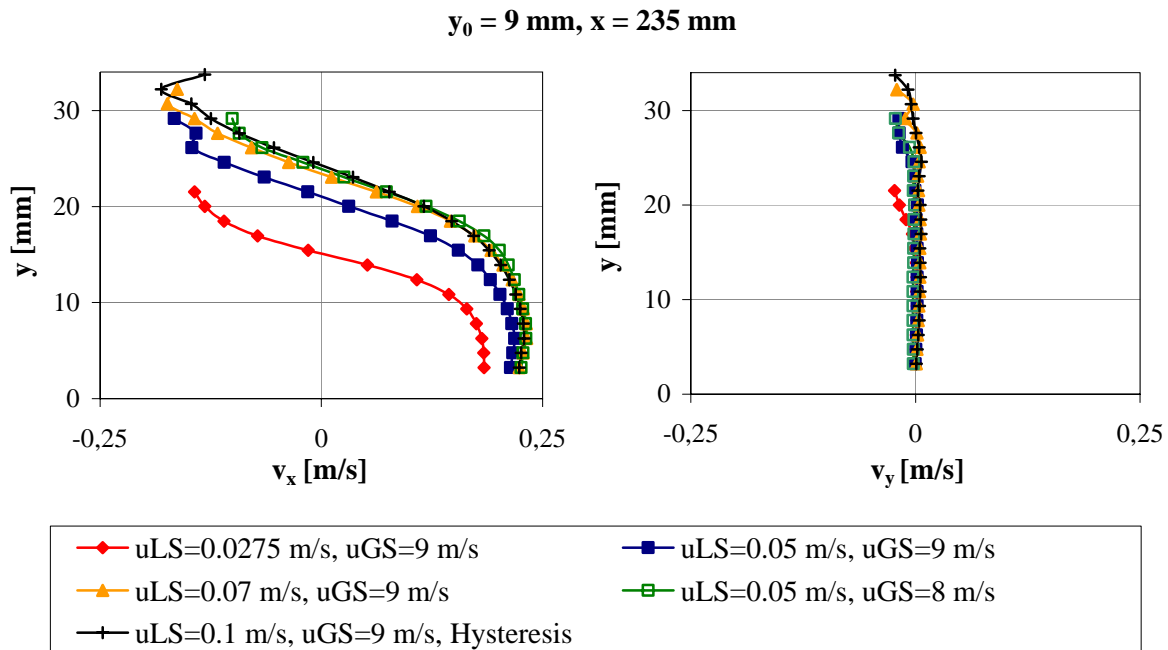 y0 = 9 mm, x = 235 mm
y [mm]
30
20
10
0
-0,25
0
0,25
vx [m/s]
y [mm]
30
20
10
0
-0,25
0
0,25
vy [m/s]
uLS=0.0275 m/s, uGS=9 m/s
uLS=0.05 m/s, uGS=9 m/s
uLS=0.07 m/s, uGS=9 m/s
uLS=0.05 m/s, uGS=8 m/s
uLS=0.1 m/s, uGS=9 m/s, Hysteresis